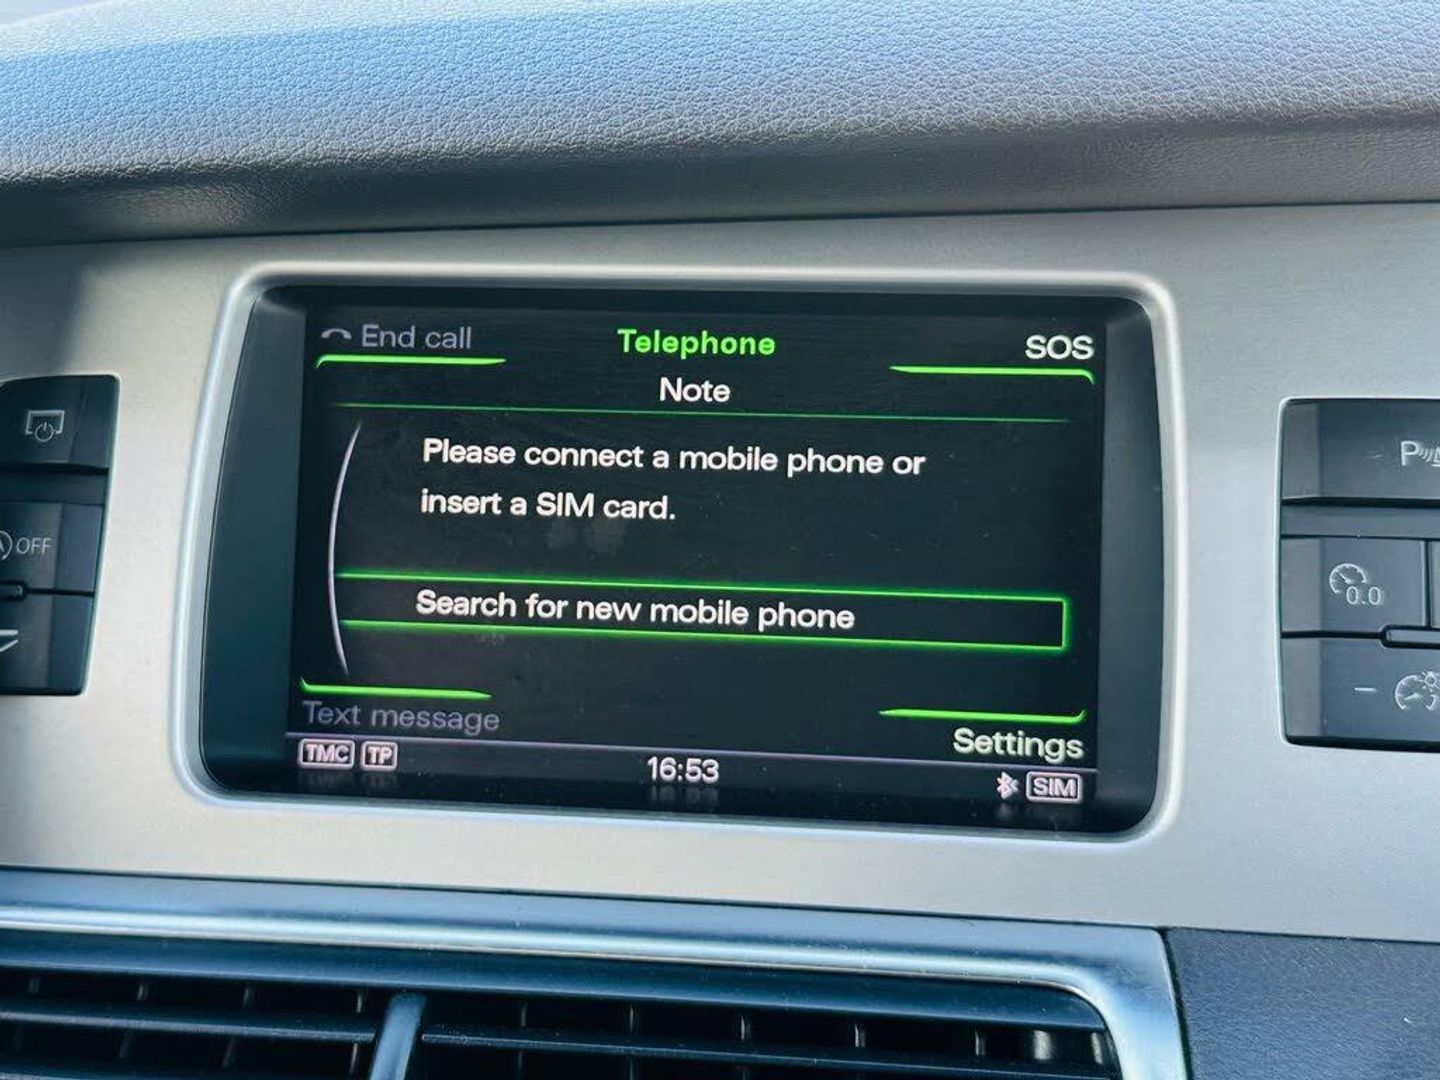 End call
Telephone
SOS
Note
Please connect a mobile phone or
insert a SIM card.
Search for new mobile phone
Text message
Settings
TMC TP
16:53
SIM
OFF
P
0.0